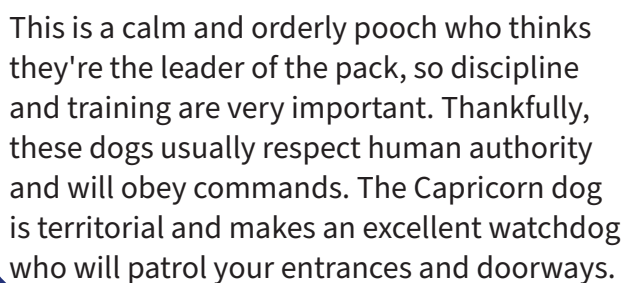 This is a calm and orderly pooch who thinks
they're the leader of the pack, so discipline
and training are very important. Thankfully,
these dogs usually respect human authority
and will obey commands. The Capricorn dog
is territorial and makes an excellent watchdog
who will patrol your entrances and doorways.